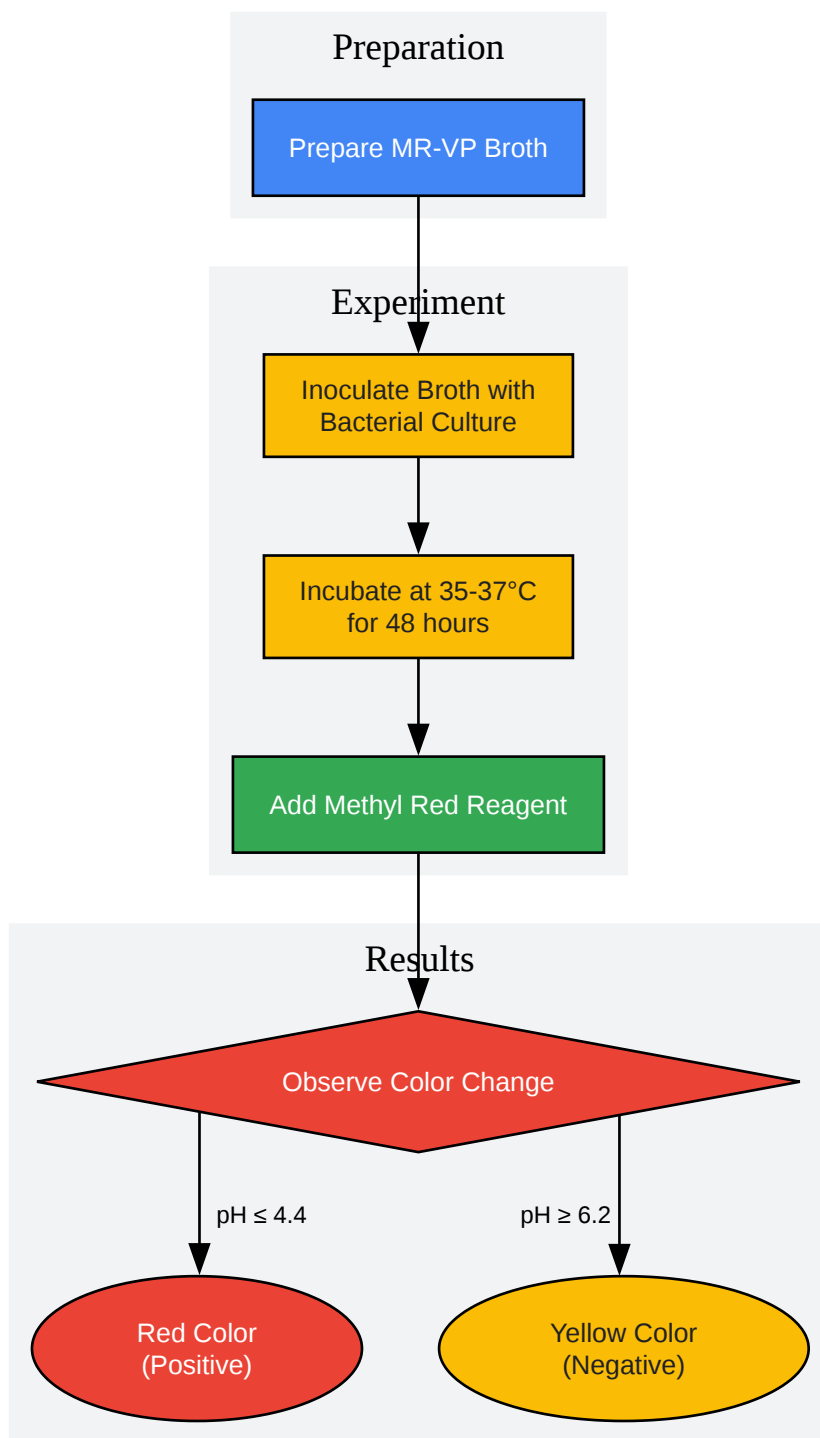 Preparation
Prepare MR-VP Broth
Experiment
Inoculate Broth with
Bacterial Culture
Incubate at 35-37°C
for 48 hours
Add Methyl Red Reagent
Results
Observe Color Change
pH ≤ 4.4
pH ≥ 6.2
Red Color
(Positive)
Yellow Color
(Negative)